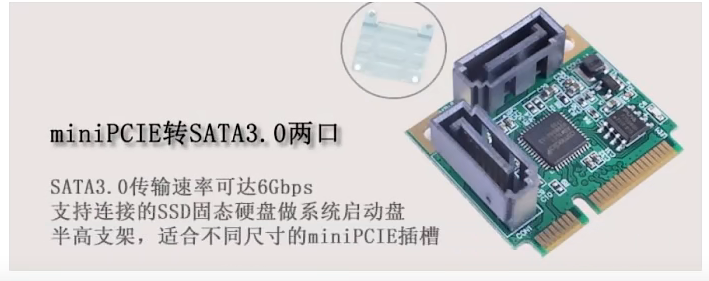 miniPCIE转SATA3.0两口
SATA3.0传输速率可达6Gbps
支持连接的SSD固态硬盘做系统启动盘
半高支架，适合不同尺寸的miniPCIE插槽